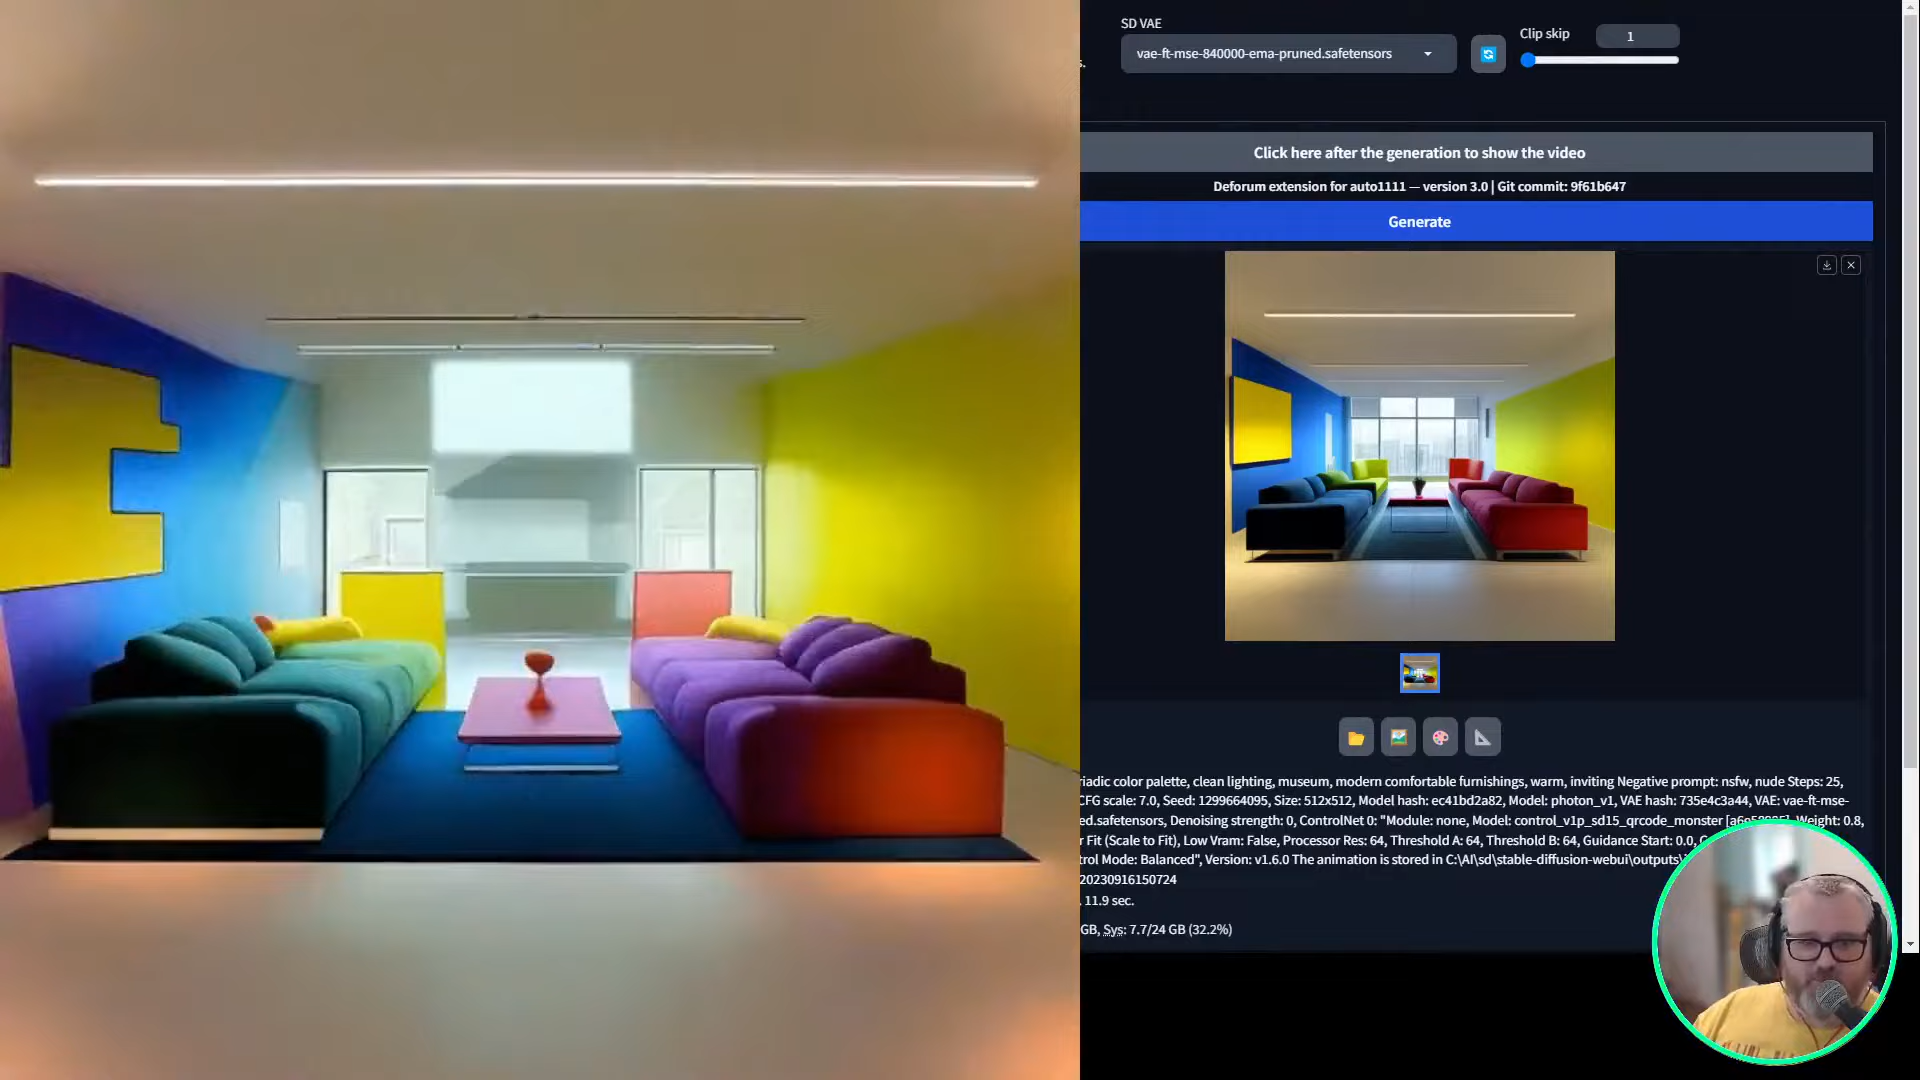 SD VAE
Clip skip
1
vae-ft-mse-840000-ema-pruned.safetensors
s.
Click here after the generation to show the video
Deforum extension for auto1111 — version 3.0 | Git commit: 9f61b647
Generate
riadic color palette, clean lighting, museum, modern comfortable furnishings, warm, inviting Negative prompt: nsfw, nude Steps: 25,
CFG scale: 7.0, Seed: 1299664095, Size: 512x512, Model hash: ec41bd2a82, Model: photon_v1, VAE hash: 735e4c3a44, VAE: vae-ft-mse-
ed.safetensors, Denoising strength: 0, ControlNet 0: "Module: none, Model: control_v1p_sd15_qrcode_monster Weight: 0.8,
r Fit (Scale to Fit), Low Vram: False, Processor Res: 64, Threshold A: 64, Threshold B: 64, Guidance Start: 0.0,
trol Mode: Balanced", Version: v1.6.0 The animation is stored in C:\AI\sd\stable-diffusion-webui\outputs\
20230916150724
. 11.9 sec.
GB, Sys: 7.7/24 GB (32.2%)